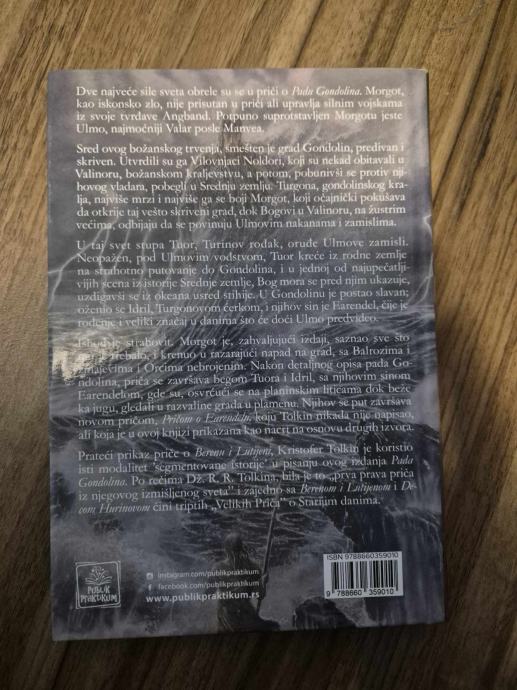 Dve najveće sile sveta obrele su se u priči o Padu Gondolina. Morgot,
kao iskonsko zlo, nije prisutan u priči ali upravlja silnim vojskama
iz svoje tvrđave Angband. Potpuno suprotstavljen Morgotu jeste
Ulmo, najmoćniji Valar posle Manvea.
Sred ovog božanskog trvenja, smešten je grad Gondolin, predivan i
skriven. Utvrdili su ga Vilovnjaci Noldori, koji su nekad obitavali u
Valinoru, božanskom kraljevstvu, a potom, pobunivši se protiv nji-
hovog vladara, pobegli u Srednju zemlju. Turgona, gondolinskog kra-
lja, najviše mrzi i najviše ga se boji Morgot, koji očajnički pokušava
da otkrije taj vešto skriveni grad, dok Bogovi u Valinoru, na žustrim
većima, odbijaju da se povinuju Ulmovim nakanama i zamislima.
U taj svet stupa Tuor, Turinov rođak, oruđe Ulmove zamisli.
Neopažen, pod Ulmovim vođstvom, Tuor kreće iz rodne zemlje
na strahotno putovanje do Gondolina, i u jednoj od najupečatlji-
vijih scena iz istorije Srednje zemlje, Bog mora se pred njim ukazuje,
uzdigavši se iz okeana usred stihije. U Gondolinu je postao slavan;
oženio se Idril, Turgonovom ćerkom, i njihov sin je Earendel, čije je
rođenje i veliki značaj u danima što će doći Ulmo predvideo.
Ishod je strahovit. Morgot je, zahvaljujući izdaji, saznao sve što
mu je trebalo, i krenuo u razarajući napad na grad, sa Balrozima i
zmajevima i Orcima nebrojenim. Nakon detaljnog opisa pada Go-
ndolina, priča se završava begom Tuora i Idril, sa njihovim sinom
Earendelom, gde su, osvrćući se na planinskim liticama dok beže
ka jugu, gledali u razvaline grada u plamenu. Njihov se put završava
novom pričom, Pričom o Earendelu, koju Tolkin nikada nije napisao,
ali koja je u ovoj knjizi prikazana kao nacrt na osnovu drugih izvora.
Prateći prikaz priče o Berenu i Lutijeni, Kristofer Tolkin je koristio
isti modalitet "segmentovane istorije" u pisanju ovog izdanja Pada
Gondolina. Po rečima Dž. R. R. Tolkina, bila je to „prva prava priča
iz njegovog izmišljenog sveta" i zajedno sa Berenom i Lutijenom i De-
com Hurinovom čini triptih „Velikih Priča" o Starijim danima.
PUBLIK
PRAKTIKUM
instagram.com/publikpraktikum
facebook.com/publikpraktikum
www.publikpraktikum.rs
ISBN 9788660359010
9 788660 359010